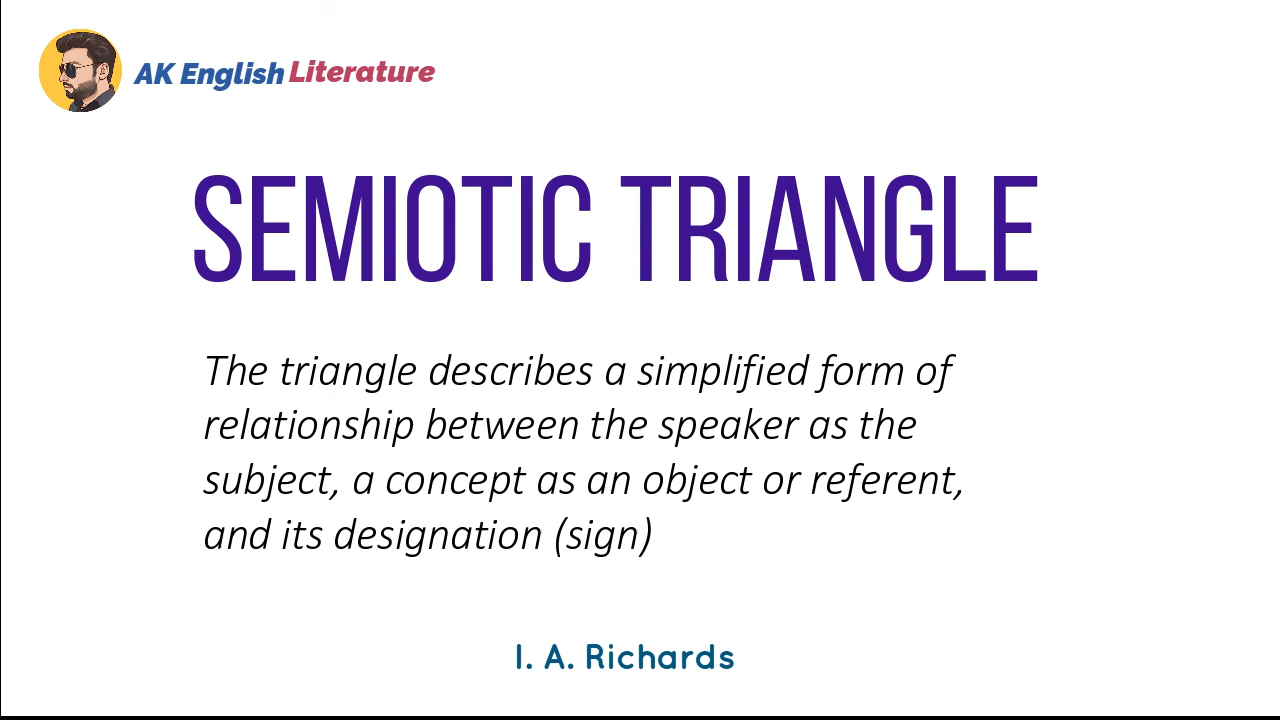 AK English Literature
SEMIOTIC TRIANGLE
The triangle describes a simplified form of
relationship between the speaker as the
subject, a concept as an object or referent,
and its designation (sign)
I. A. Richards